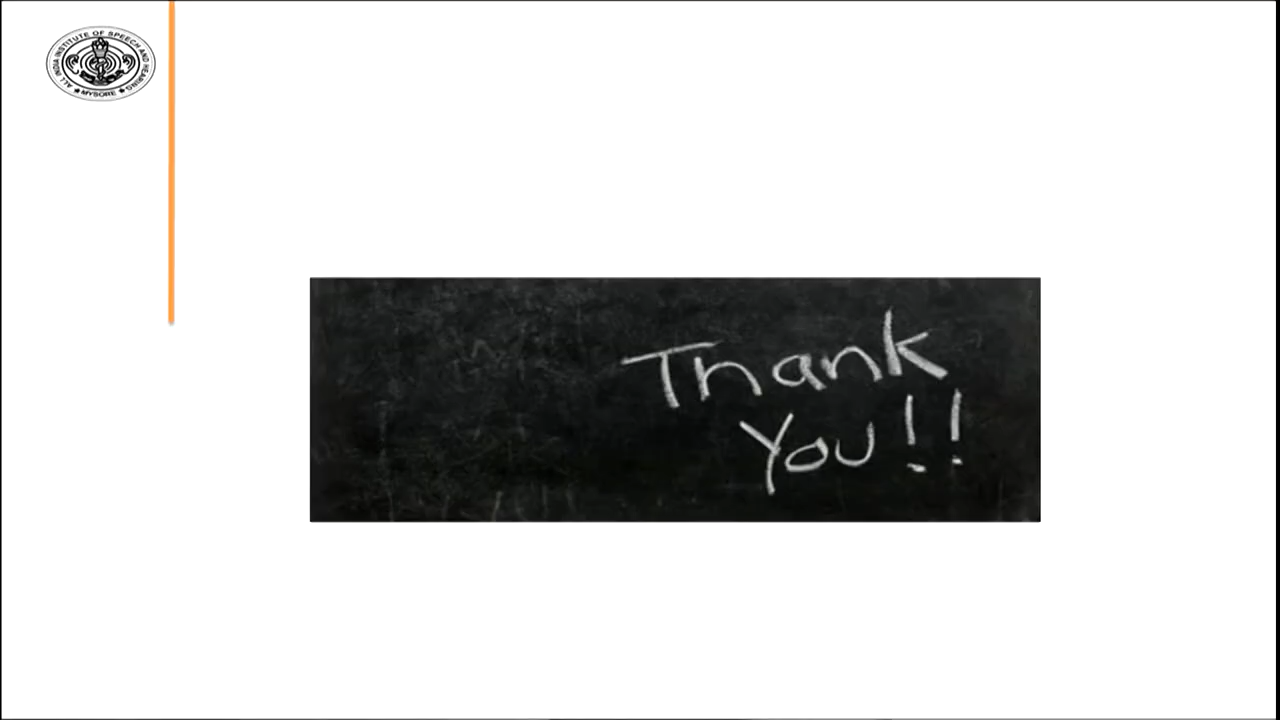 ALL INDIA INSTITUTE OF SPEECH AND HEARING
MYSORE
Thank
You!!